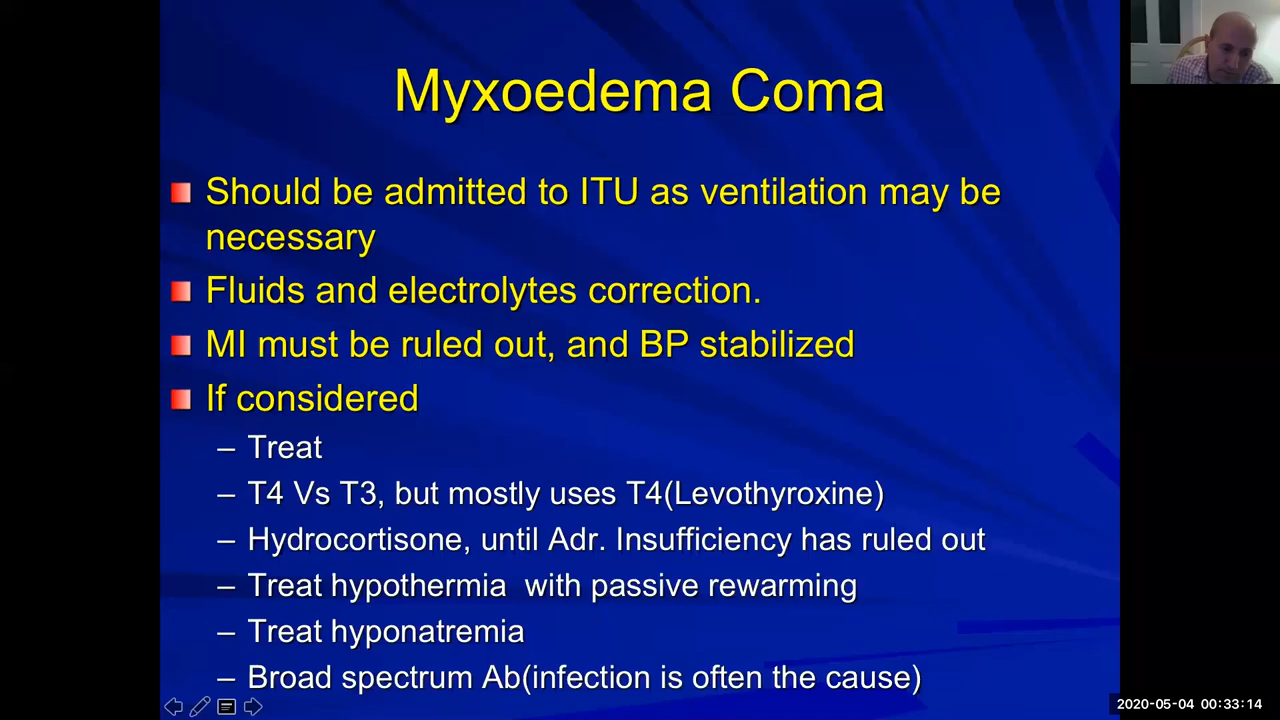 Myxoedema Coma
Should be admitted to ITU as ventilation may be
necessary
Fluids and electrolytes correction.
MI must be ruled out, and BP stabilized
If considered
– Treat
– T4 Vs T3, but mostly uses T4(Levothyroxine)
– Hydrocortisone, until Adr. Insufficiency has ruled out
– Treat hypothermia  with passive rewarming
– Treat hyponatremia
– Broad spectrum Ab(infection is often the cause)
2020-05-04 00:33:14